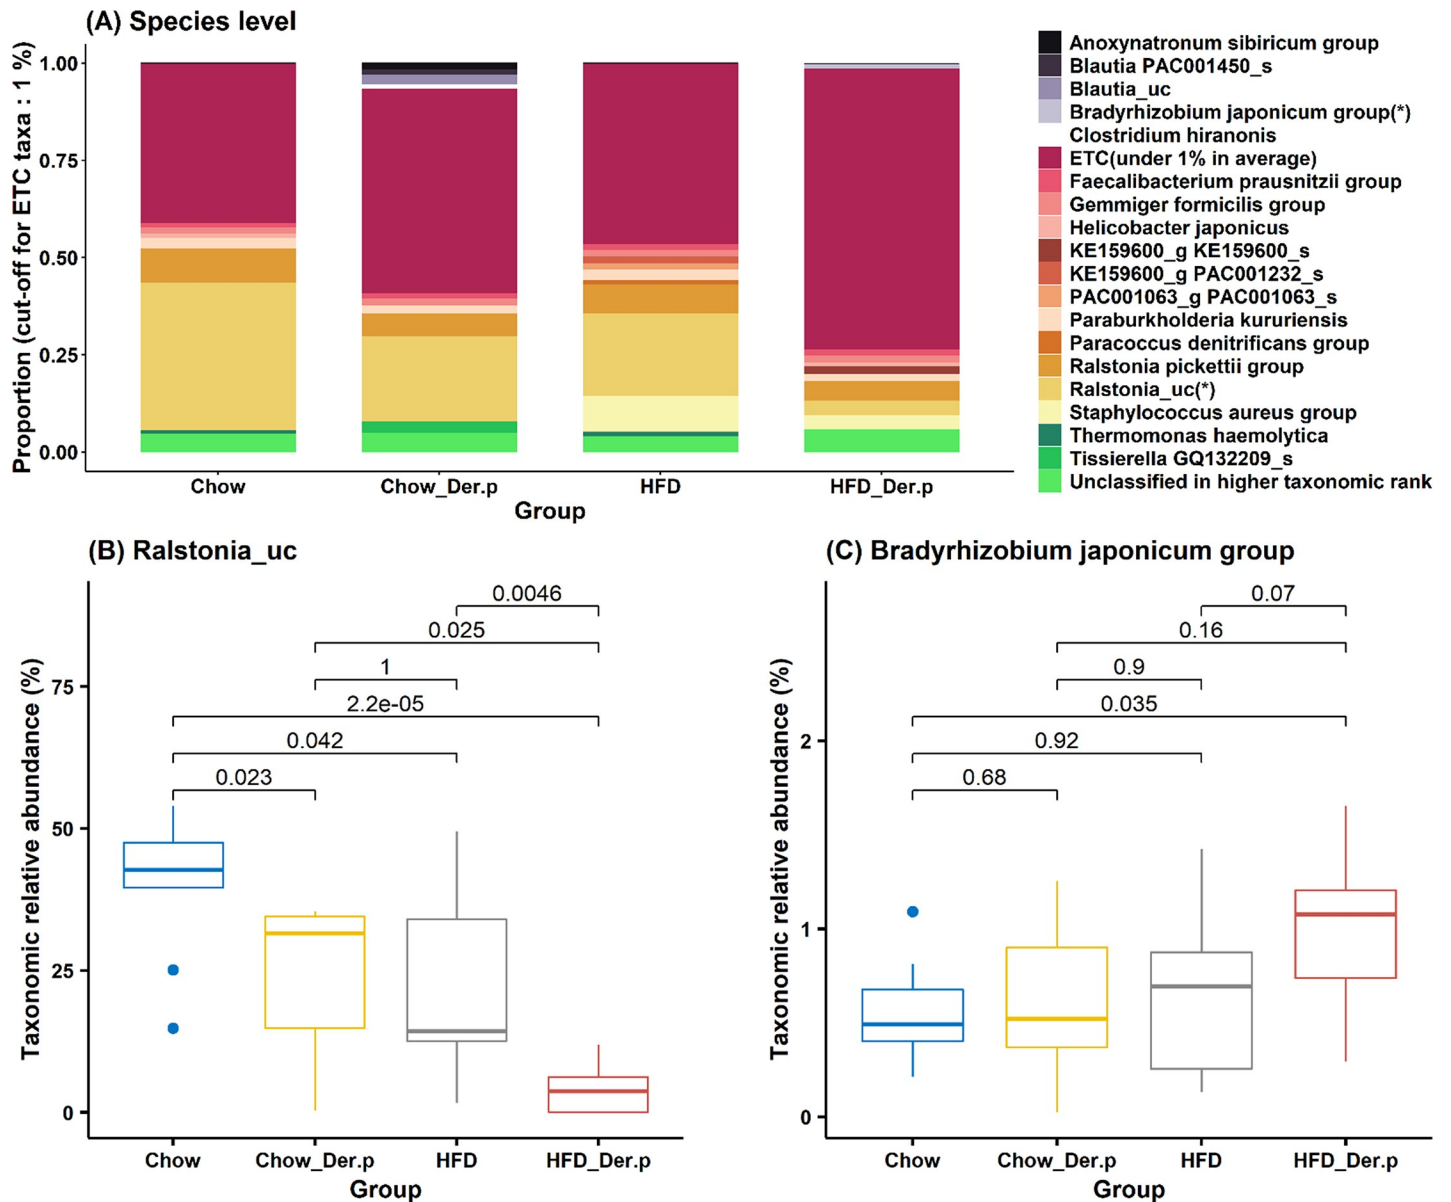 (A) Species level
Proportion (cut-off for ETC taxa : 1 %)
1.00
0.75
0.50
0.25
0.00
Chow
Chow_Der.p
HFD
HFD_Der.p
Group
Anoxynatronum sibiricum group
Blautia PAC001450_s
Blautia_uc
Bradyrhizobium japonicum group(*)
Clostridium hiranonis
ETC(under 1% in average)
Faecalibacterium prausnitzii group
Gemmiger formicilis group
Helicobacter japonicus
KE159600_g KE159600_s
KE159600_g PAC001232_s
PAC001063_g PAC001063_s
Paraburkholderia kururiensis
Paracoccus denitrificans group
Ralstonia pickettii group
Ralstonia_uc(*)
Staphylococcus aureus group
Thermomonas haemolytica
Tissierella GQ132209_s
Unclassified in higher taxonomic rank
(B) Ralstonia_uc
Taxonomic relative abundance (%)
75
50
25
0
0.0046
0.025
1
2.2e-05
0.042
0.023
Chow
Chow_Der.p
HFD
HFD_Der.p
Group
(C) Bradyrhizobium japonicum group
Taxonomic relative abundance (%)
2
1
0
0.07
0.16
0.9
0.035
0.92
0.68
Chow
Chow_Der.p
HFD
HFD_Der.p
Group